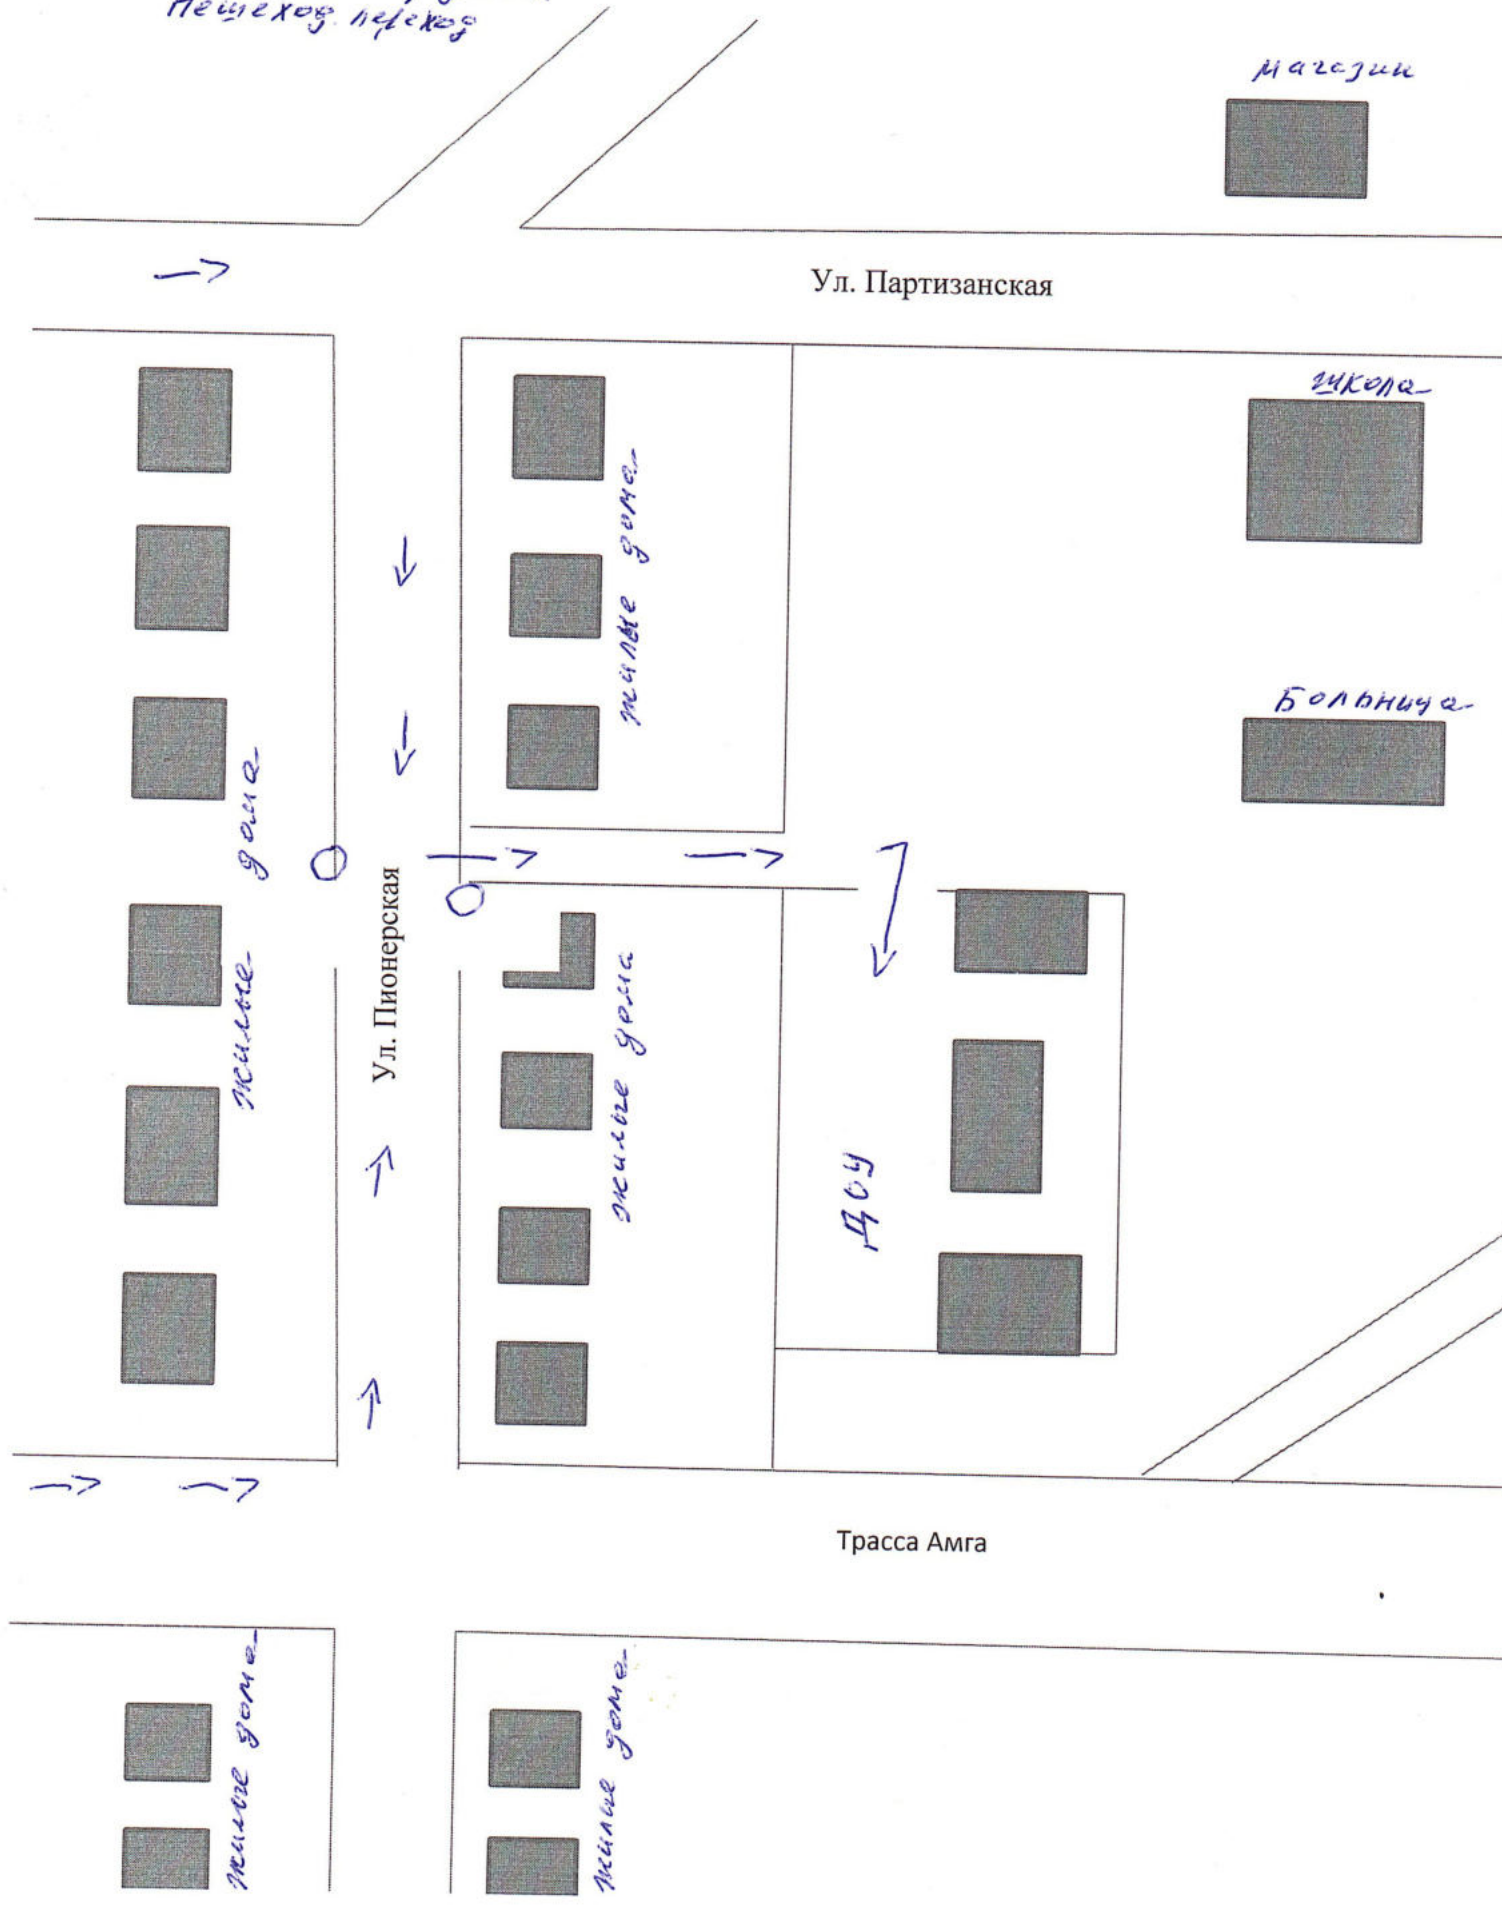 Пешеход. переход
магазин
Ул. Партизанская
школа
жилые дома
Больница
жилые дома
Ул. Пионерская
жилые дома
ДОУ
Трасса Амга
жилые дома
жилые дома